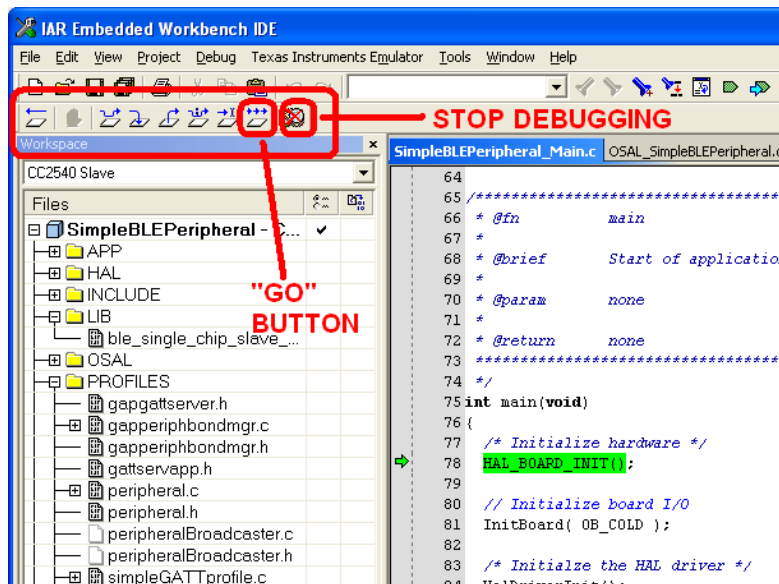 IAR Embedded Workbench IDE
File Edit View Project Debug Texas Instruments Emulator Tools Window Help
STOP DEBUGGING
Workspace x
CC2540 Slave
Files
SimpleBLEPeripheral - C...
APP
HAL
INCLUDE
LIB
ble_single_chip_slave_...
OSAL
PROFILES
gapgattserver.h
gapperiphbondmgr.c
gapperiphbondmgr.h
gattservapp.h
peripheral.c
peripheral.h
peripheralBroadcaster.c
peripheralBroadcaster.h
simpleGATTprofile.c
"GO"
BUTTON
SimpleBLEPeripheral_Main.c OSAL_SimpleBLEPeripheral.c
64
65 /***********************************
66 * @fn main
67 *
68 * @brief Start of applicatio
69 *
70 * @param none
71 *
72 * @return none
73 ***********************************
74 */
75 int main(void)
76 {
77 /* Initialize hardware */
78 HAL_BOARD_INIT();
79
80 // Initialize board I/O
81 InitBoard( OB_COLD );
82
83 /* Initialze the HAL driver */
84 HalDriverInit();